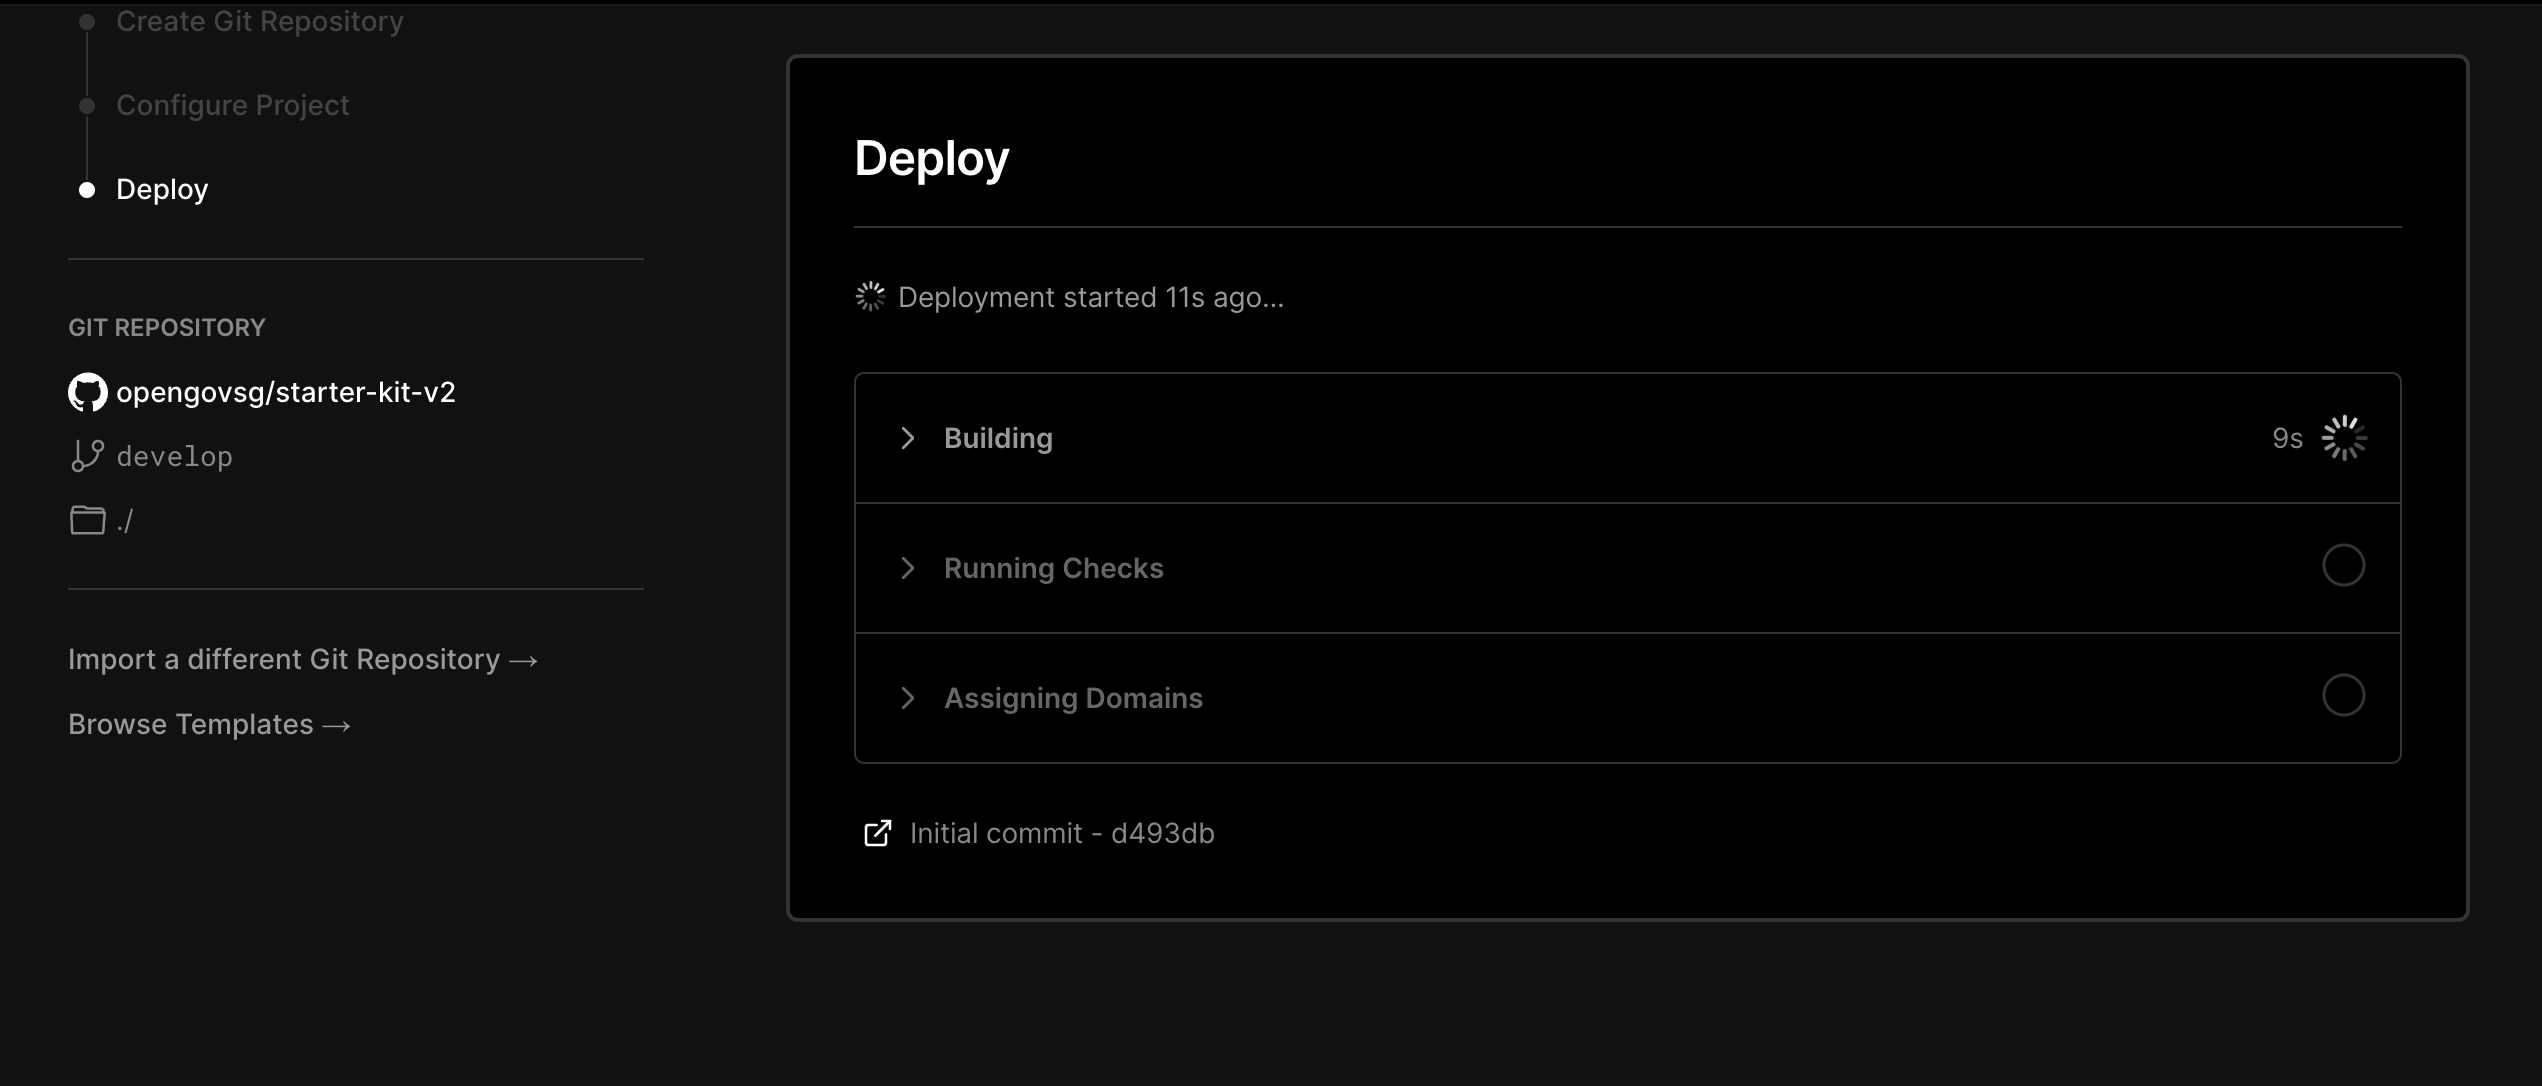 Create Git Repository
Configure Project
Deploy
GIT REPOSITORY
opengovsg/starter-kit-v2
develop
./
Import a different Git Repository →
Browse Templates →
Deploy
Deployment started 11s ago...
Building 9s
Running Checks
Assigning Domains
Initial commit - d493db